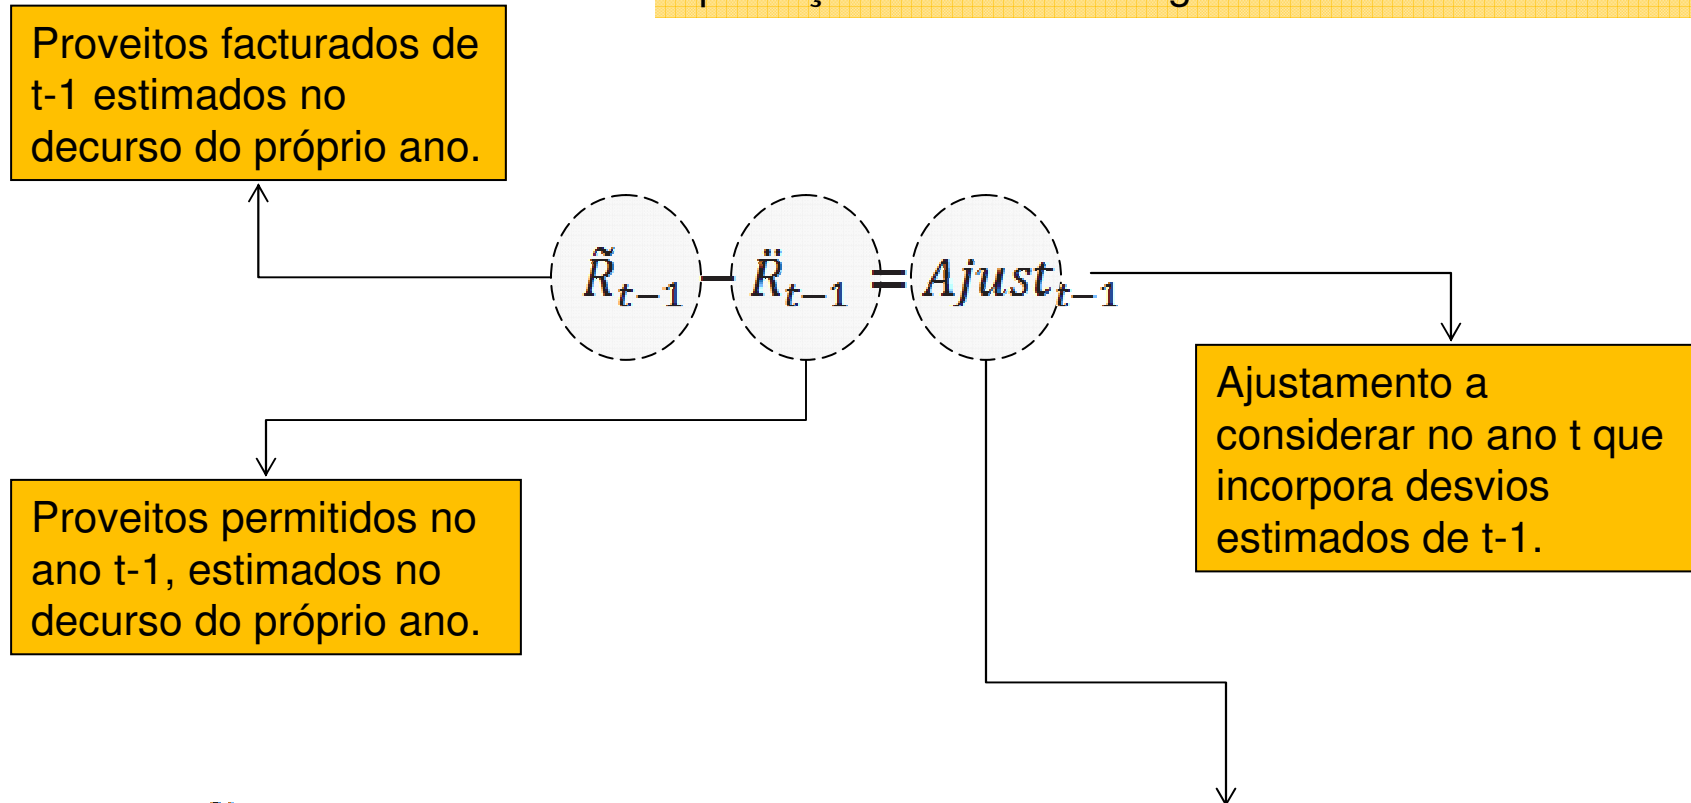 Proveitos facturados de
t-1 estimados no
decurso do próprio ano.
R̃ₜ₋₁ − R̈ₜ₋₁ = Ajustₜ₋₁
Ajustamento a
considerar no ano t que
incorpora desvios
estimados de t-1.
Proveitos permitidos no
ano t-1, estimados no
decurso do próprio ano.